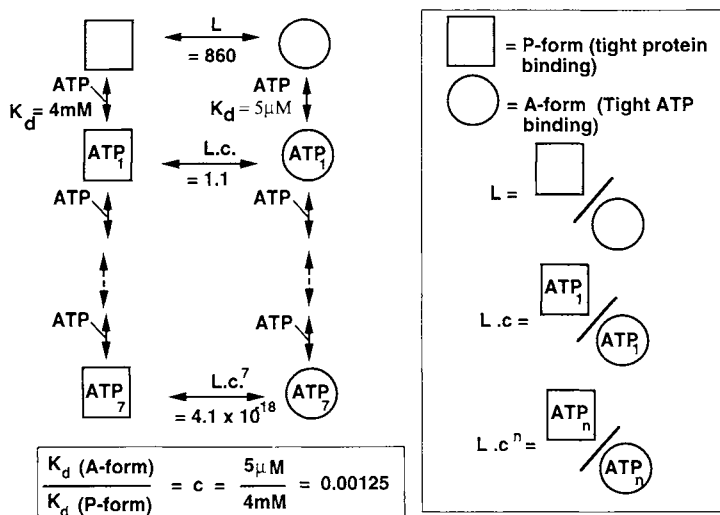 L
= 860
ATP
K_d = 4mM
ATP
K_d = 5μM
ATP_1
L.c.
= 1.1
ATP_1
ATP
ATP
ATP
ATP
ATP_7
L.c.^7
= 4.1 x 10^-18
ATP_7
K_d (A-form) / K_d (P-form) = c = 5μM / 4mM = 0.00125
= P-form (tight protein
binding)
= A-form (Tight ATP
binding)
L =
L .c=
ATP_1
ATP_1
L .c^n =
ATP_n
ATP_n